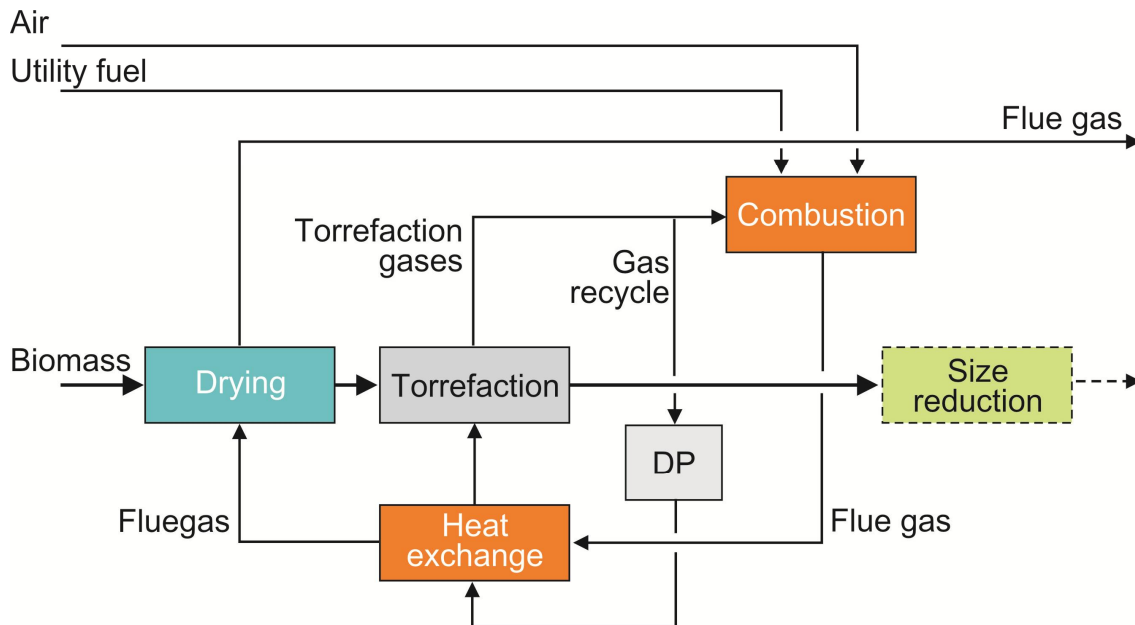 Air
Utility fuel
Flue gas
Combustion
Torrefaction
gases
Gas
recycle
Biomass
Drying
Torrefaction
Size
reduction
DP
Fluegas
Heat
exchange
Flue gas